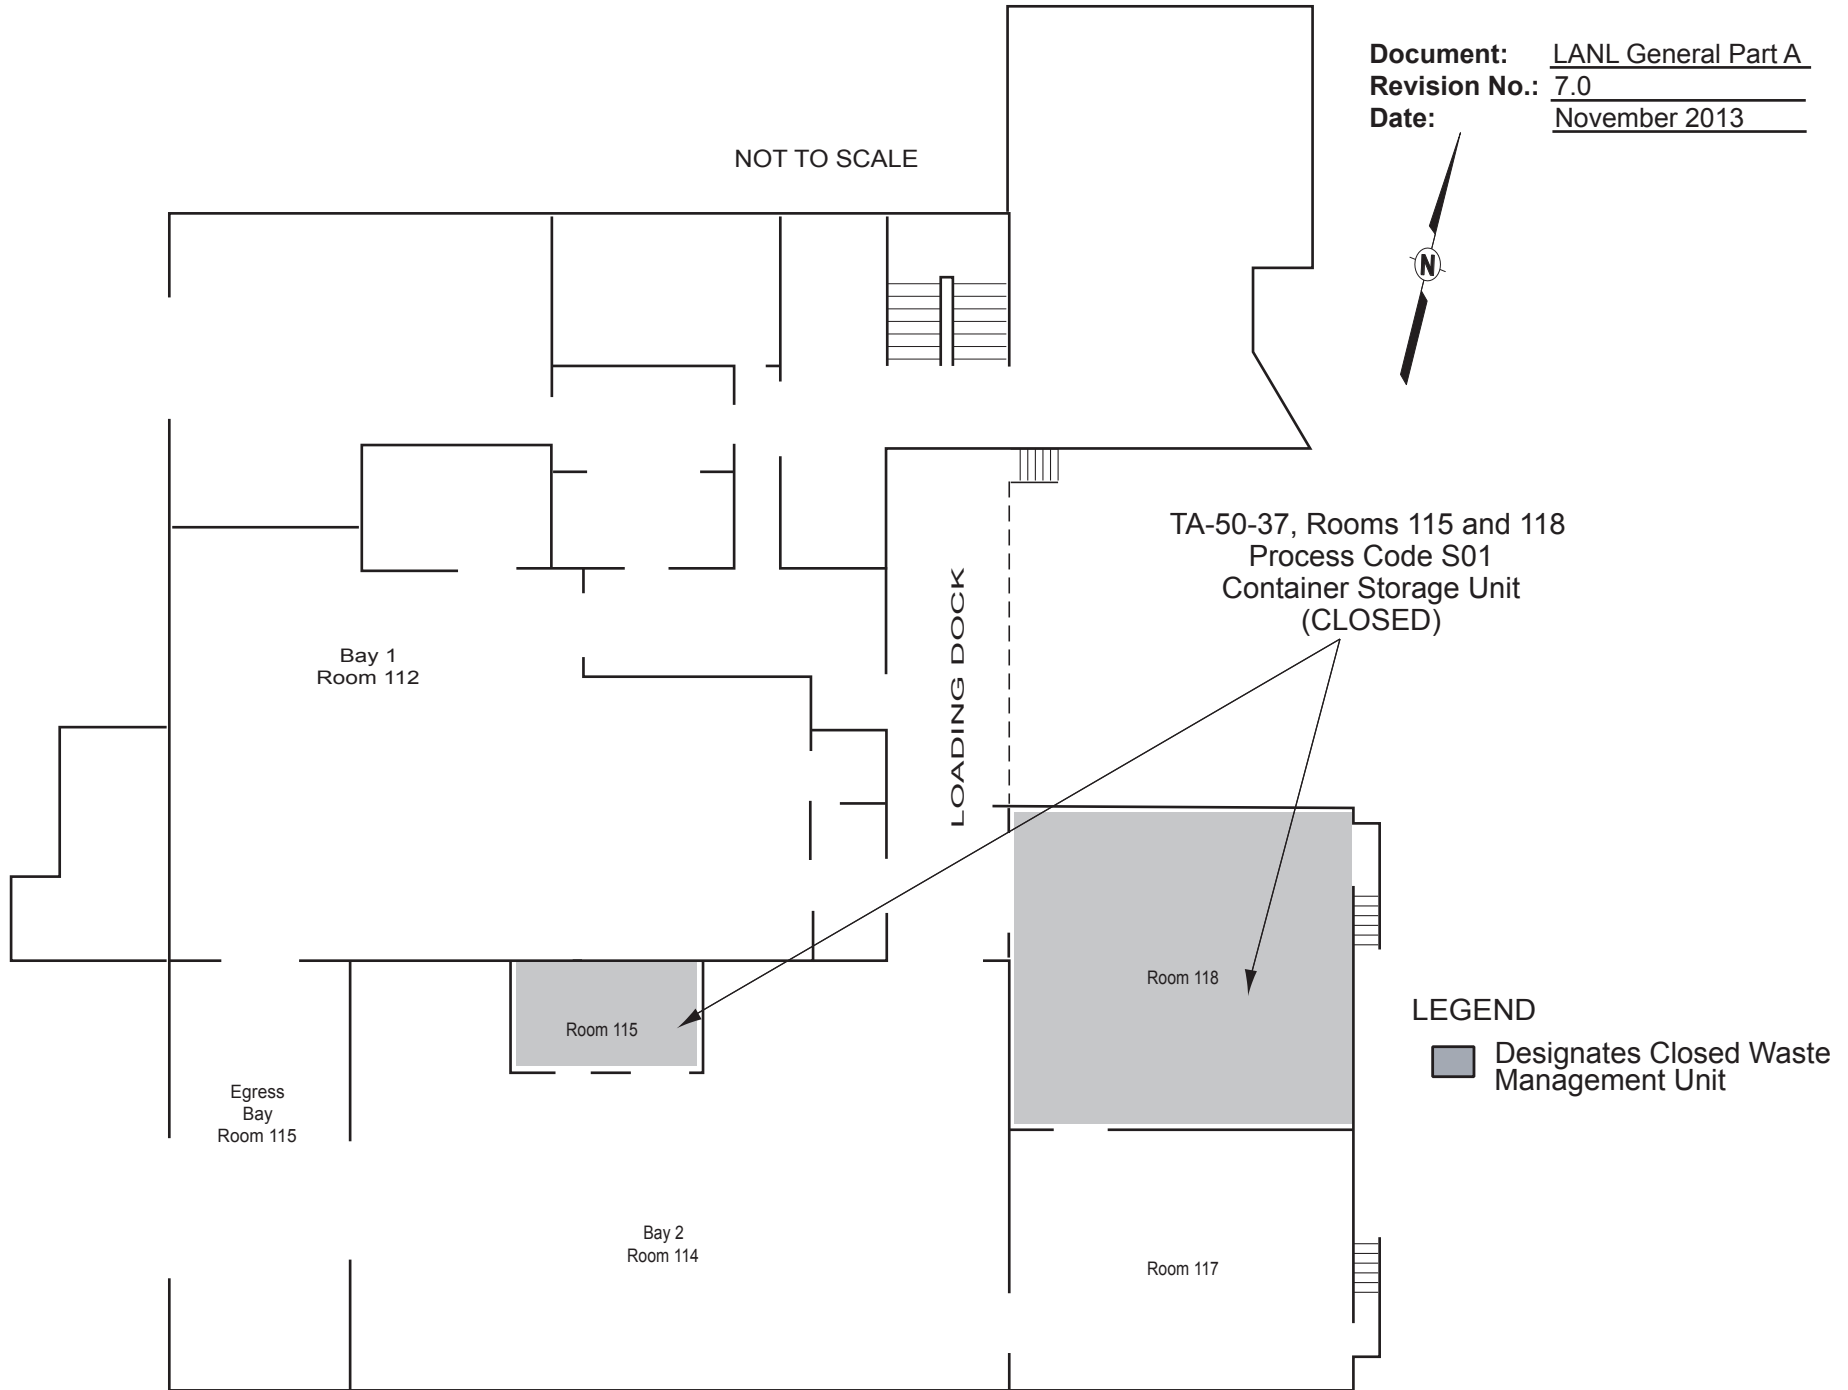 Document: LANL General Part A
Revision No.: 7.0
Date: November 2013
NOT TO SCALE
N
TA-50-37, Rooms 115 and 118
Process Code S01
Container Storage Unit
(CLOSED)
LOADING DOCK
Bay 1
Room 112
Room 118
Room 115
LEGEND
Designates Closed Waste
Management Unit
Egress
Bay
Room 115
Bay 2
Room 114
Room 117